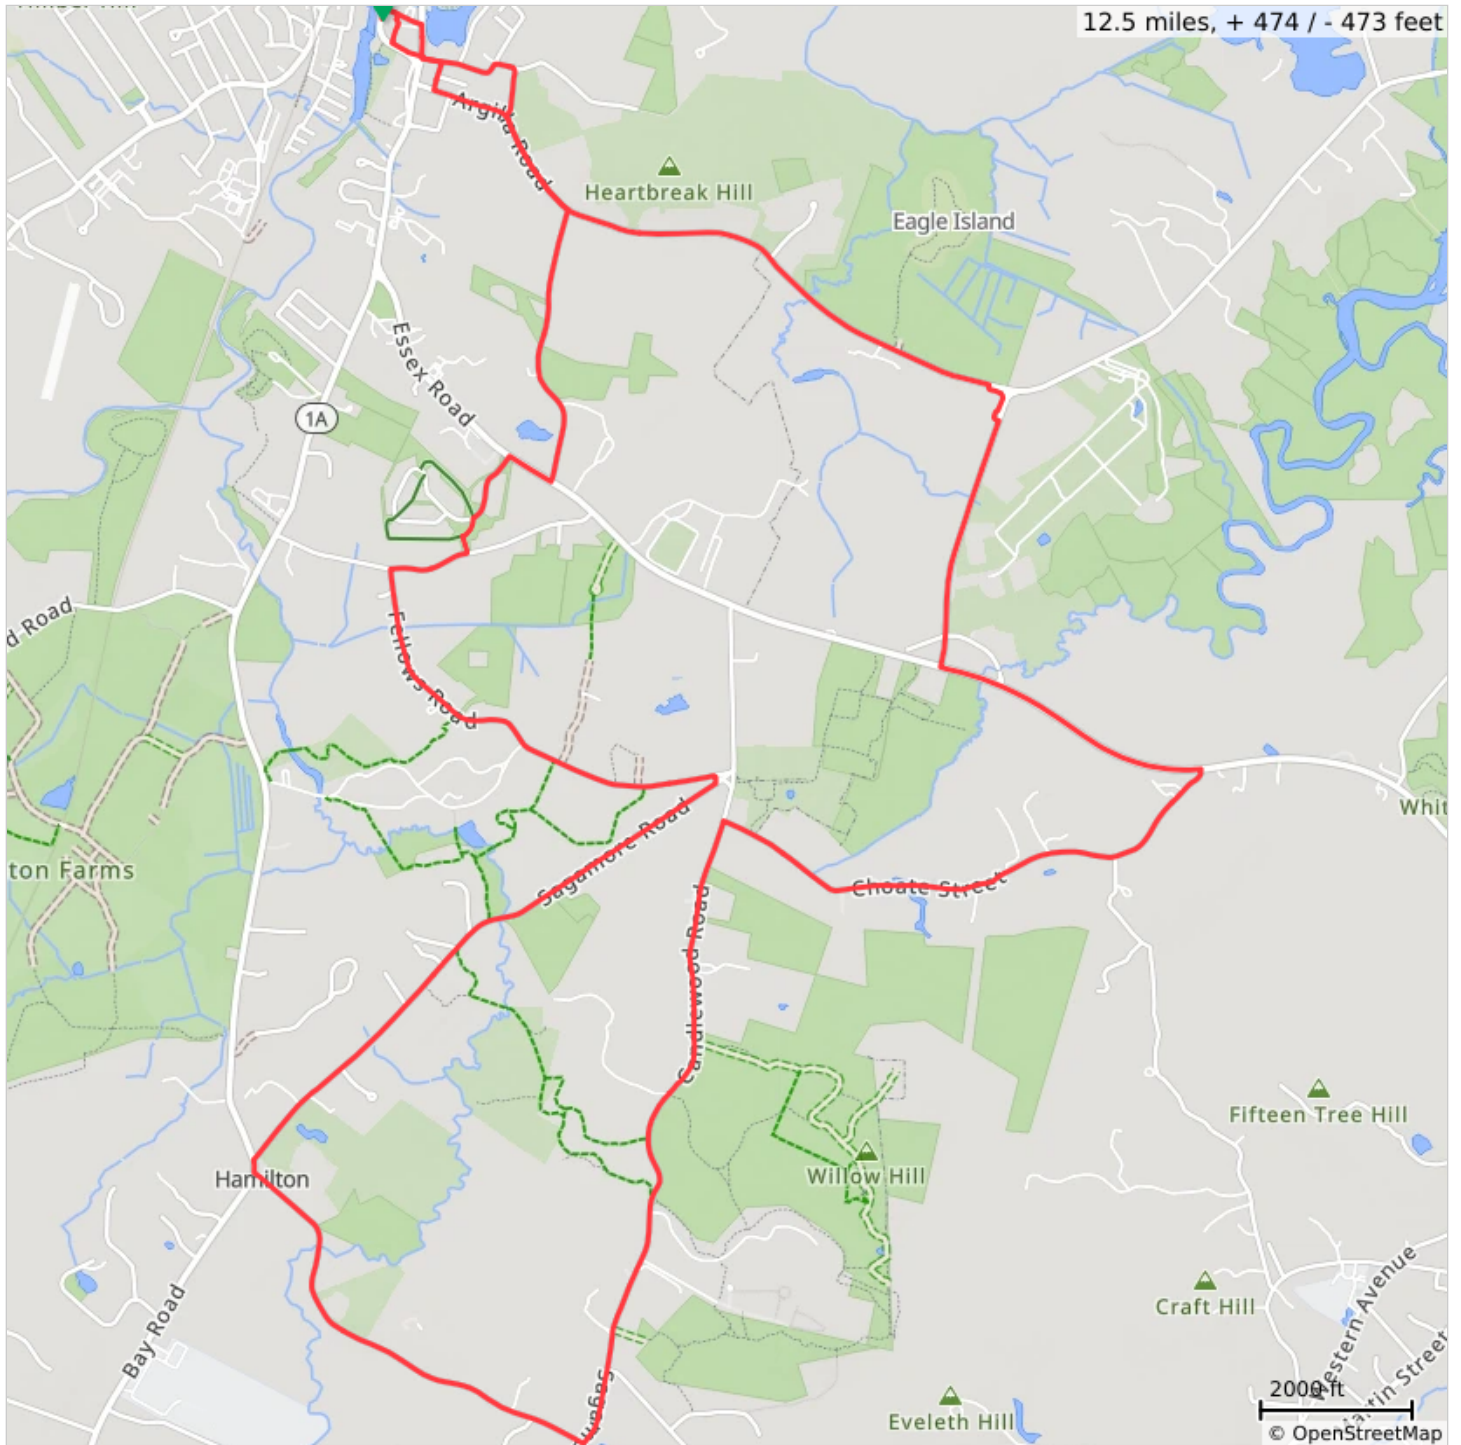 12.5 miles, + 474 / - 473 feet
Argilla Road
Heartbreak Hill
Eagle Island
Essex Road
1A
d Road
Fellows Road
Whit
Sagamore Road
ton Farms
Choate Street
Candlewood Road
Fifteen Tree Hill
Willow Hill
Hamilton
Craft Hill
Western Avenue
Bay Road
2000 ft
Martin Street
Eveleth Hill
© OpenStreetMap